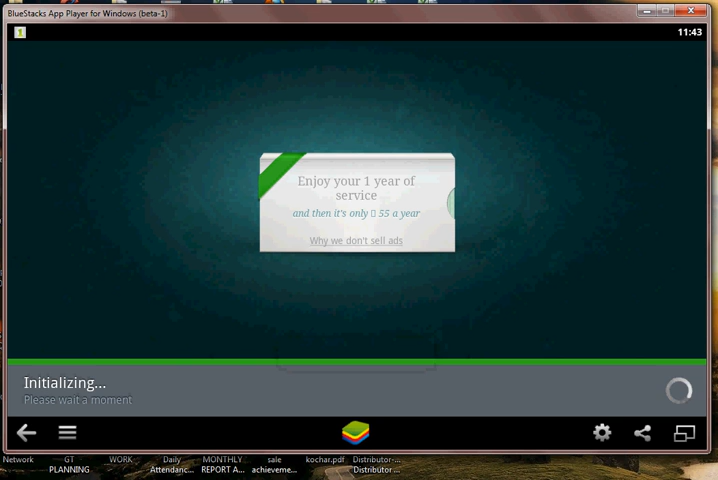 BlueStacks App Player for Windows (beta-1)
11:43
Enjoy your 1 year of
service
and then it's only 55 a year
Why we don't sell ads
Initializing...
Please wait a moment
Network
GT
PLANNING
WORK
Daily
Attendanc...
MONTHLY
REPORT A...
sale
achieveme...
kochar.pdf
Distributor-...
Distributor ...